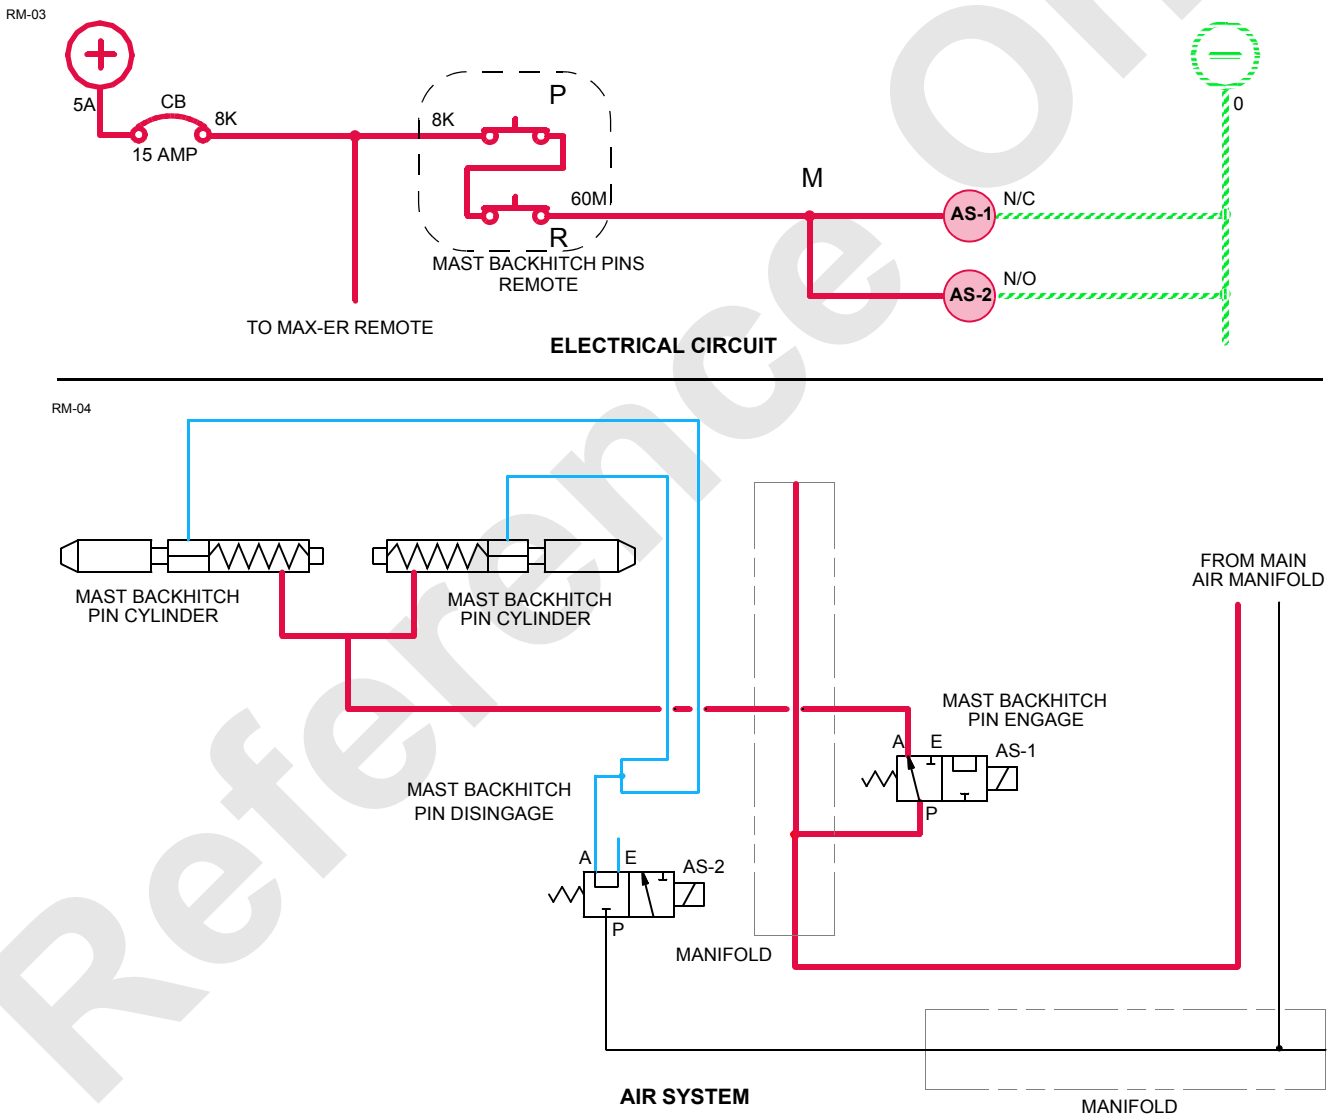 RM-03
5A
CB
8K
15 AMP
8K
P
60M
R
MAST BACKHITCH PINS
REMOTE
TO MAX-ER REMOTE
M
AS-1
N/C
AS-2
N/O
0
ELECTRICAL CIRCUIT
RM-04
MAST BACKHITCH
PIN CYLINDER
MAST BACKHITCH
PIN CYLINDER
FROM MAIN
AIR MANIFOLD
MAST BACKHITCH
PIN ENGAGE
A
E
AS-1
P
MAST BACKHITCH
PIN DISINGAGE
A
E
AS-2
P
MANIFOLD
AIR SYSTEM
MANIFOLD
Reference On